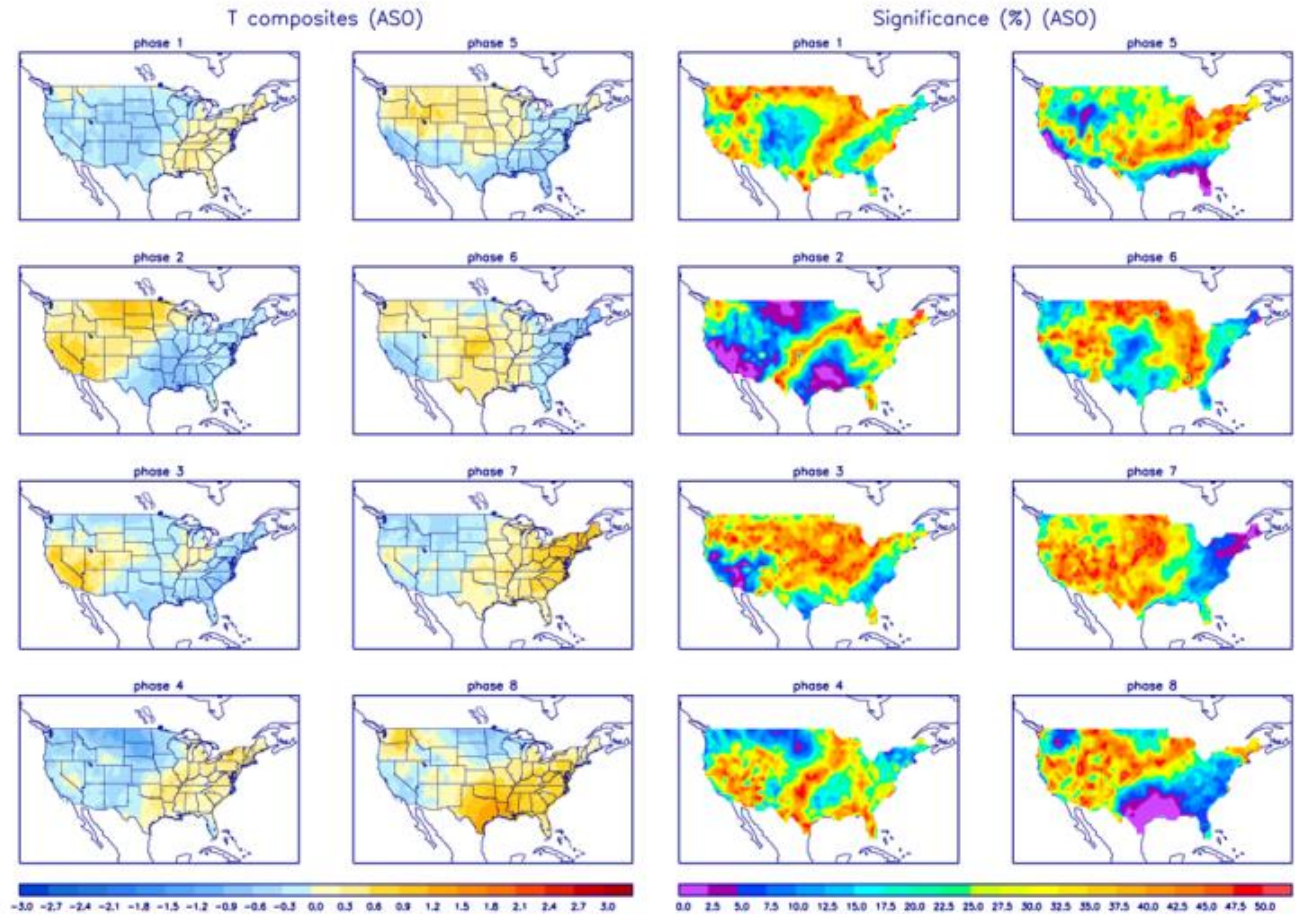 T composites (ASO)
Significance (%) (ASO)
phase 1
phase 5
phase 1
phase 5
phase 2
phase 6
phase 2
phase 6
phase 3
phase 7
phase 3
phase 7
phase 4
phase 8
phase 4
phase 8
-3.0 -2.7 -2.4 -2.1 -1.8 -1.5 -1.2 -0.9 -0.6 -0.3 0.0 0.3 0.6 0.9 1.2 1.5 1.8 2.1 2.4 2.7 3.0
0.0 2.5 5.0 7.5 10.0 12.5 15.0 17.5 20.0 22.5 25.0 27.5 30.0 32.5 35.0 37.5 40.0 42.5 45.0 47.5 50.0